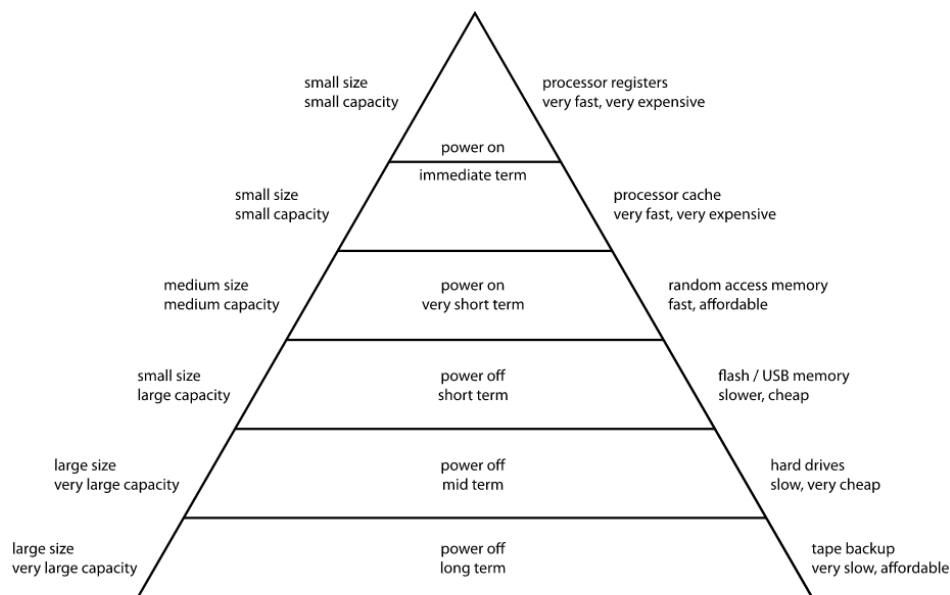 small size
small capacity
processor registers
very fast, very expensive
power on
immediate term
small size
small capacity
processor cache
very fast, very expensive
medium size
medium capacity
power on
very short term
random access memory
fast, affordable
small size
large capacity
power off
short term
flash / USB memory
slower, cheap
large size
very large capacity
power off
mid term
hard drives
slow, very cheap
large size
very large capacity
power off
long term
tape backup
very slow, affordable